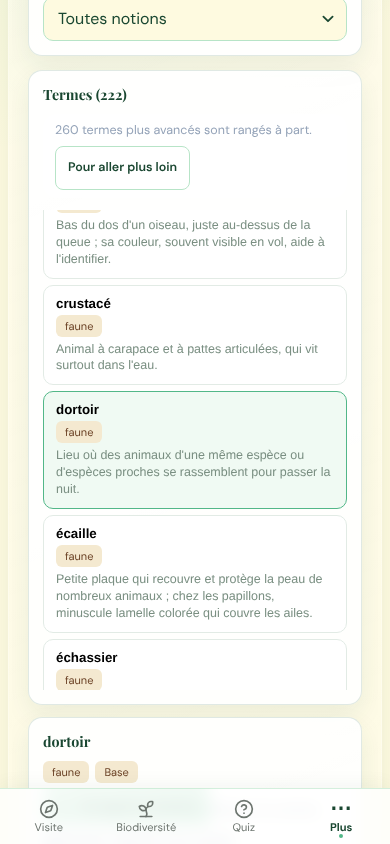 Toutes notions
Termes (222)
260 termes plus avancés sont rangés à part.
Pour aller plus loin
Bas du dos d'un oiseau, juste au-dessus de la
queue ; sa couleur, souvent visible en vol, aide à
l'identifier.
crustacé
faune
Animal à carapace et à pattes articulées, qui vit
surtout dans l'eau.
dortoir
faune
Lieu où des animaux d'une même espèce ou
d'espèces proches se rassemblent pour passer la
nuit.
écaille
faune
Petite plaque qui recouvre et protège la peau de
nombreux animaux ; chez les papillons,
minuscule lamelle colorée qui couvre les ailes.
échassier
faune
dortoir
faune Base
Visite Biodiversité Quiz Plus